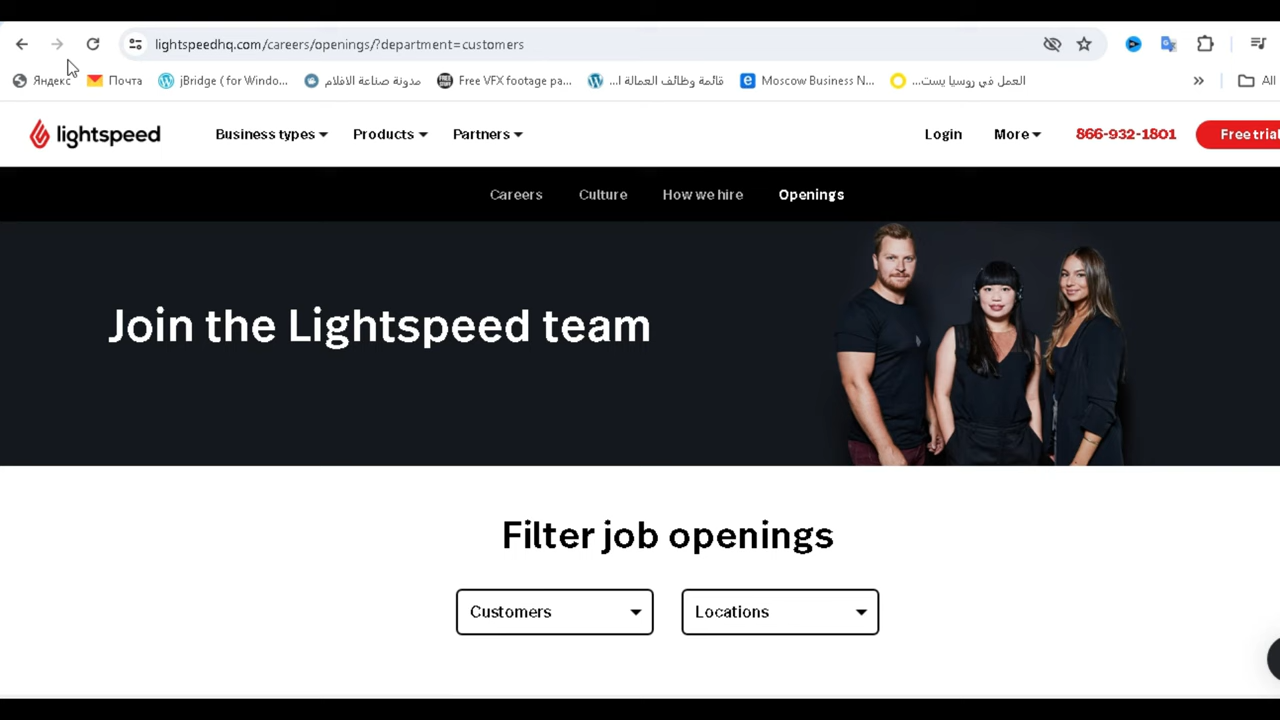 lightspeedhq.com/careers/openings/?department=customers
Яндекс Почта jBridge (for Windo... مدونة صناعة الافلام Free VFX footage pa... قائمة وظائف العمالة ا... Moscow Business N... العمل في روسيا يست... » All
lightspeed Business types Products Partners Login More 866-932-1801 Free trial
Careers Culture How we hire Openings
Join the Lightspeed team
Filter job openings
Customers Locations